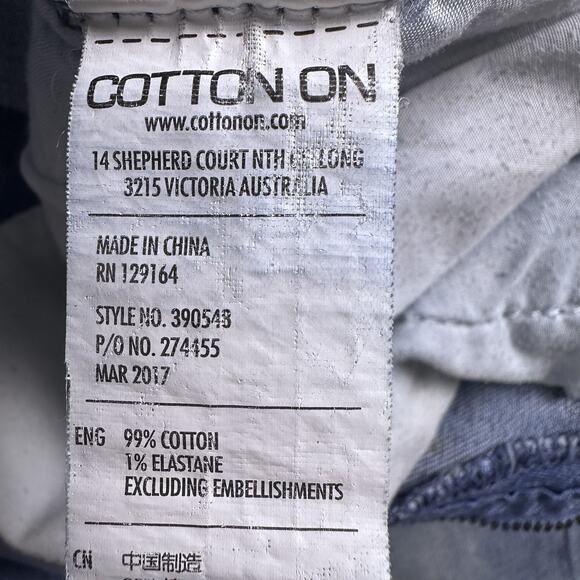 COTTON ON
www.cottonon.com
14 SHEPHERD COURT NTH GEELONG
3215 VICTORIA AUSTRALIA
MADE IN CHINA
RN 129164
STYLE NO. 390548
P/O NO. 274455
MAR 2017
ENG 99% COTTON
1% ELASTANE
EXCLUDING EMBELLISHMENTS
CN 中国制造